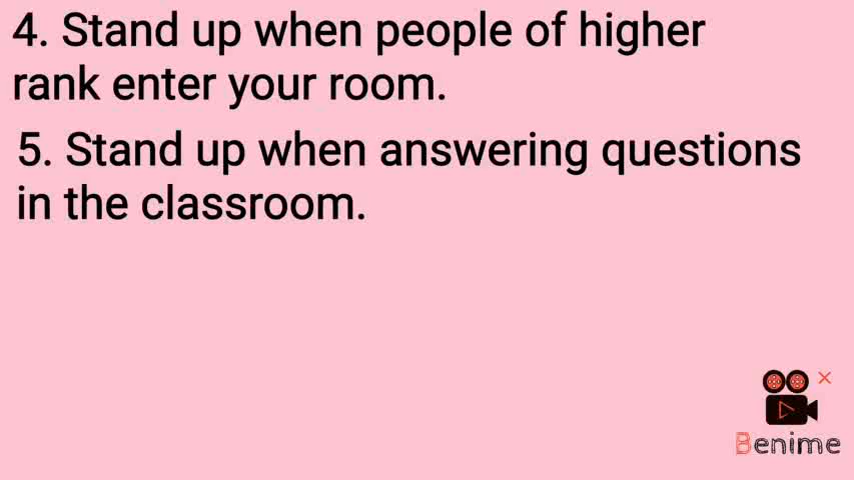 4. Stand up when people of higher
rank enter your room.
5. Stand up when answering questions
in the classroom.
Benime